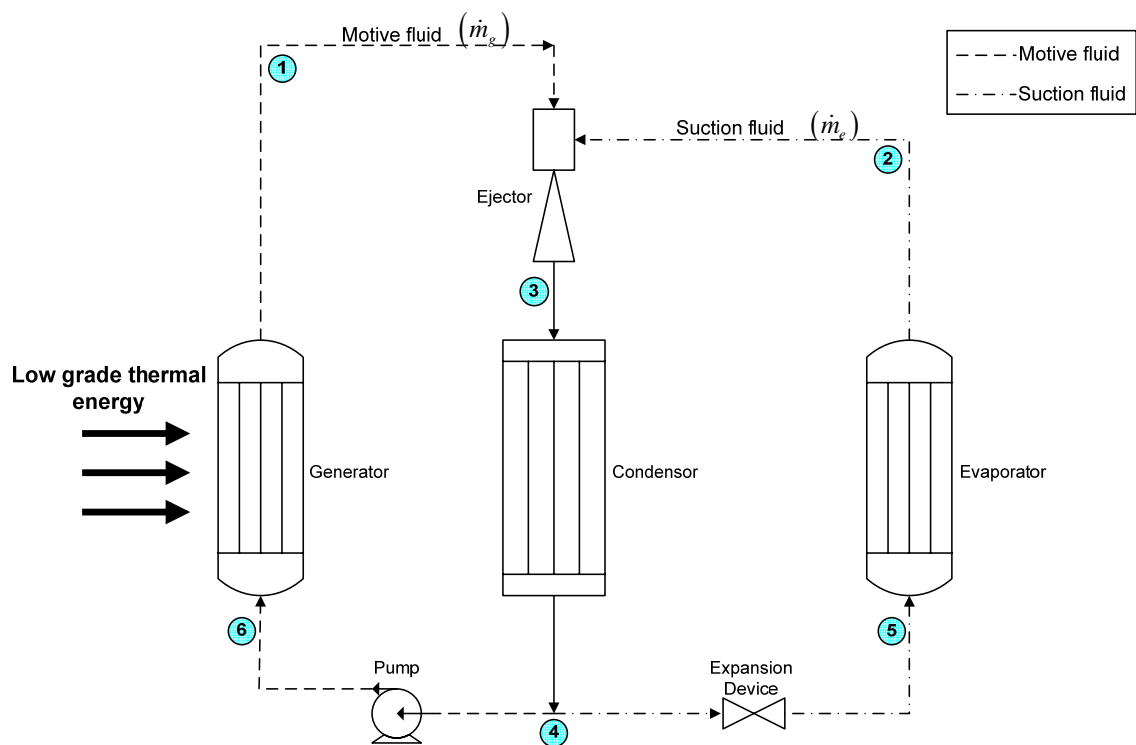 Motive fluid (ṁg)
1
Motive fluid
Suction fluid
Suction fluid (ṁe)
2
Ejector
3
Low grade thermal
energy
Generator
Condensor
Evaporator
6
5
Pump
Expansion
Device
4